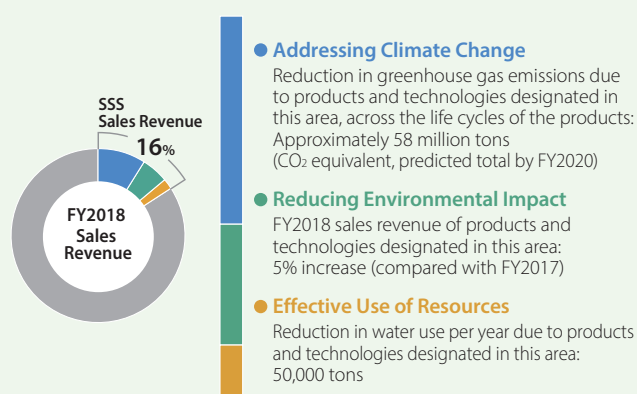 SSS
Sales Revenue
16%
FY2018
Sales
Revenue
● Addressing Climate Change
Reduction in greenhouse gas emissions due
to products and technologies designated in
this area, across the life cycles of the products:
Approximately 58 million tons
(CO₂ equivalent, predicted total by FY2020)
● Reducing Environmental Impact
FY2018 sales revenue of products and
technologies designated in this area:
5% increase (compared with FY2017)
● Effective Use of Resources
Reduction in water use per year due to products
and technologies designated in this area:
50,000 tons